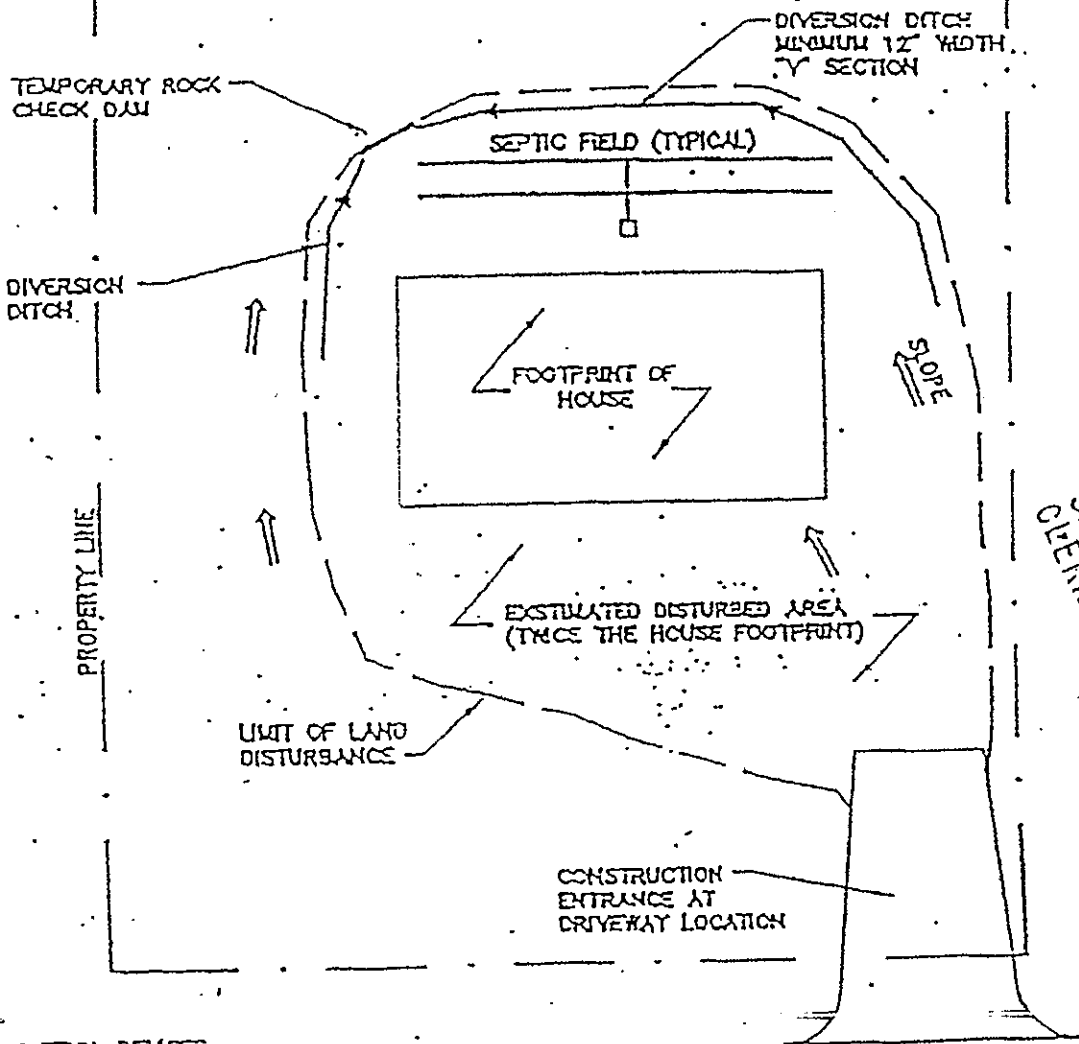 DIVERSION DITCH
MINIMUM 12" WIDTH
"V" SECTION
TEMPORARY ROCK
CHECK DAM
SEPTIC FIELD (TYPICAL)
DIVERSION
DITCH
SLOPE
FOOTPRINT OF
HOUSE
PROPERTY LINE
EXSTIMATED DISTURBED AREA
(TWICE THE HOUSE FOOTPRINT)
LIMIT OF LAND
DISTURBANCE
CONSTRUCTION
ENTRANCE AT
DRIVEWAY LOCATION